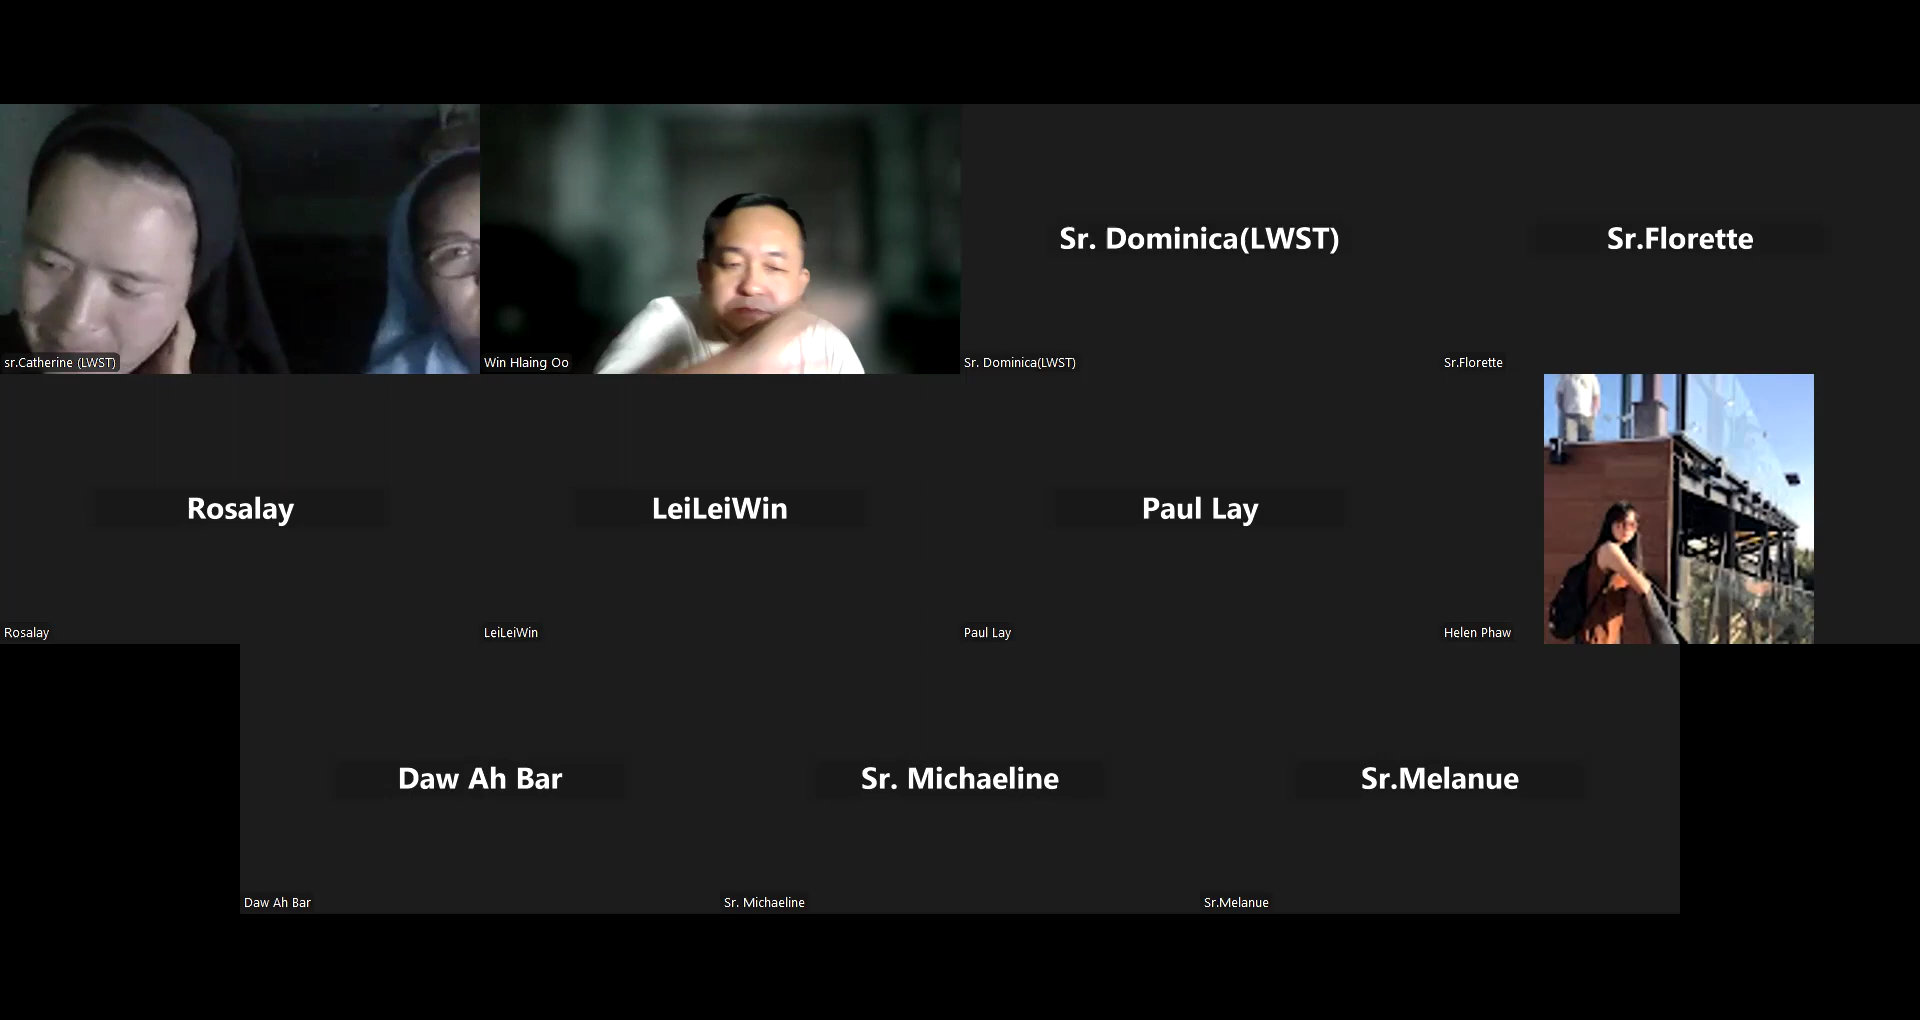 Sr. Dominica(LWST)
Sr.Florette
sr.Catherine (LWST)
Win Hlaing Oo
Sr. Dominica(LWST)
Sr.Florette
Rosalay
LeiLeiWin
Paul Lay
Rosalay
LeiLeiWin
Paul Lay
Helen Phaw
Daw Ah Bar
Sr. Michaeline
Sr.Melanue
Daw Ah Bar
Sr. Michaeline
Sr.Melanue